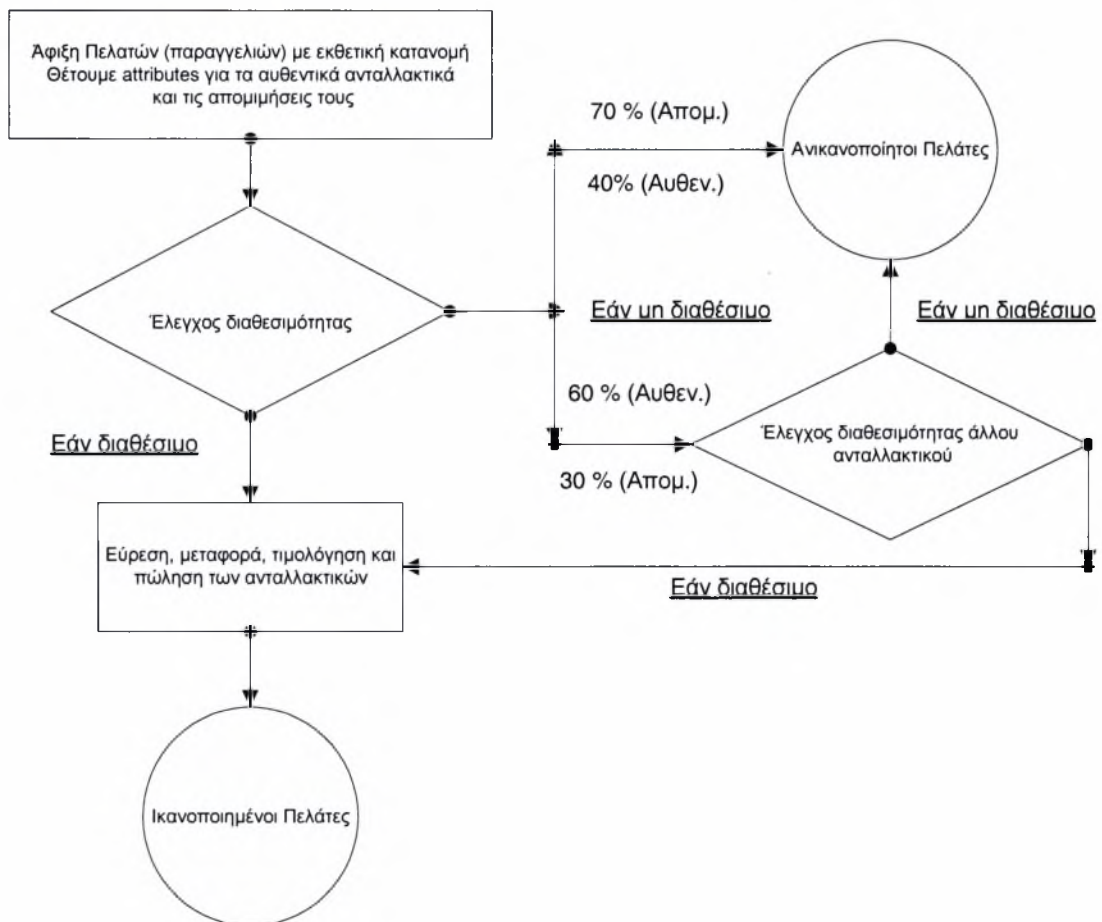 Άφιξη Πελατών (παραγγελιών) με εκθετική κατανομή
Θέτουμε attributes για τα αυθεντικά ανταλλακτικά
και τις απομιμήσεις τους
70 % (Απομ.)
40% (Αυθεν.)
Ανικανοποίητοι Πελάτες
Έλεγχος διαθεσιμότητας
Εάν μη διαθέσιμο
Εάν μη διαθέσιμο
60 % (Αυθεν.)
30 % (Απομ.)
Έλεγχος διαθεσιμότητας άλλου
ανταλλακτικού
Εάν διαθέσιμο
Εύρεση, μεταφορά, τιμολόγηση και
πώληση των ανταλλακτικών
Εάν διαθέσιμο
Ικανοποιημένοι Πελάτες